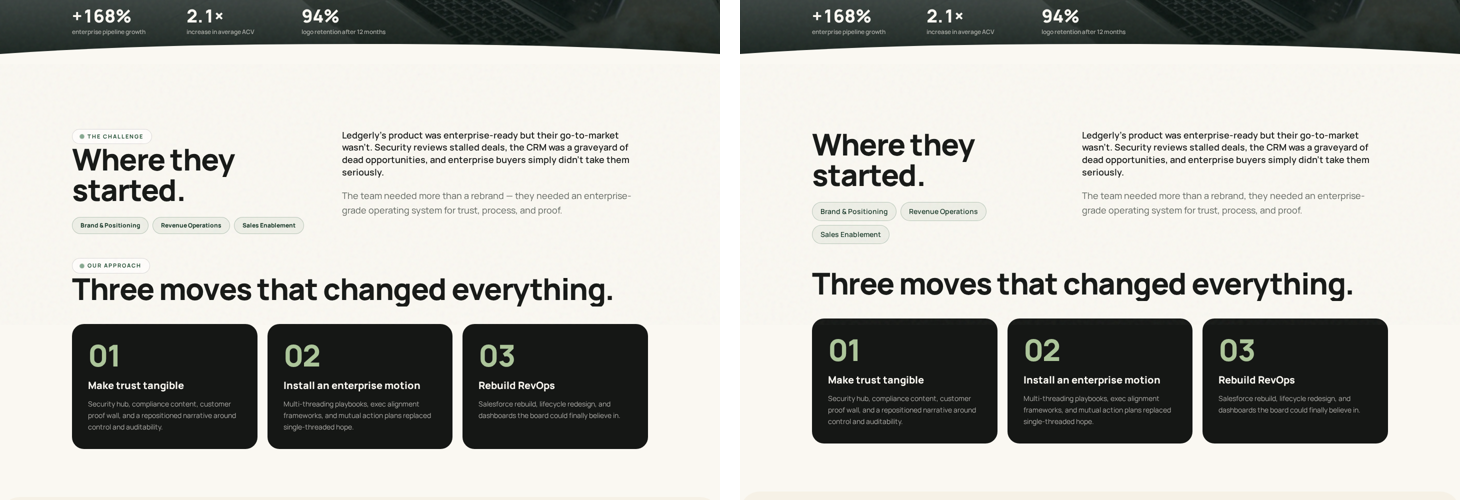 +168%
enterprise pipeline growth
2.1×
increase in average ACV
94%
logo retention after 12 months
THE CHALLENGE
Where they
started.
Brand & Positioning
Revenue Operations
Sales Enablement
Ledgerly's product was enterprise-ready but their go-to-market
wasn't. Security reviews stalled deals, the CRM was a graveyard of
dead opportunities, and enterprise buyers simply didn't take them
seriously.
The team needed more than a rebrand — they needed an enterprise-
grade operating system for trust, process, and proof.
OUR APPROACH
Three moves that changed everything.
01
Make trust tangible
Security hub, compliance content, customer
proof wall, and a repositioned narrative around
control and auditability.
02
Install an enterprise motion
Multi-threading playbooks, exec alignment
frameworks, and mutual action plans replaced
single-threaded hope.
03
Rebuild RevOps
Salesforce rebuild, lifecycle redesign, and
dashboards the board could finally believe in.
+168%
enterprise pipeline growth
2.1×
increase in average ACV
94%
logo retention after 12 months
Where they
started.
Brand & Positioning
Revenue Operations
Sales Enablement
Ledgerly's product was enterprise-ready but their go-to-market
wasn't. Security reviews stalled deals, the CRM was a graveyard of
dead opportunities, and enterprise buyers simply didn't take them
seriously.
The team needed more than a rebrand, they needed an enterprise-
grade operating system for trust, process, and proof.
Three moves that changed everything.
01
Make trust tangible
Security hub, compliance content, customer
proof wall, and a repositioned narrative around
control and auditability.
02
Install an enterprise motion
Multi-threading playbooks, exec alignment
frameworks, and mutual action plans replaced
single-threaded hope.
03
Rebuild RevOps
Salesforce rebuild, lifecycle redesign, and
dashboards the board could finally believe in.